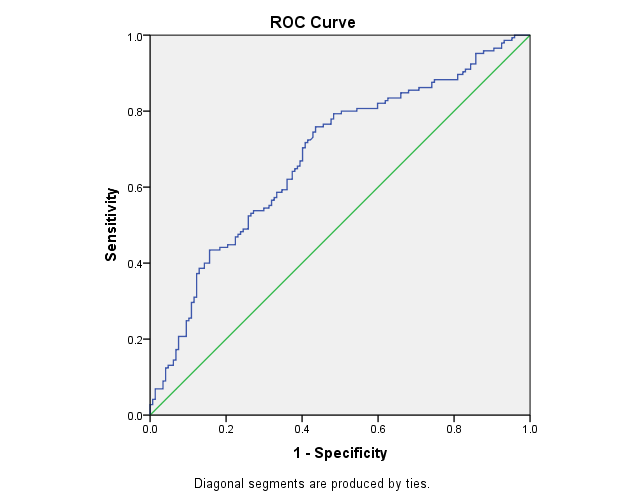 ROC Curve
Sensitivity
1.0
0.8
0.6
0.4
0.2
0.0
0.0 0.2 0.4 0.6 0.8 1.0
1 - Specificity
Diagonal segments are produced by ties.